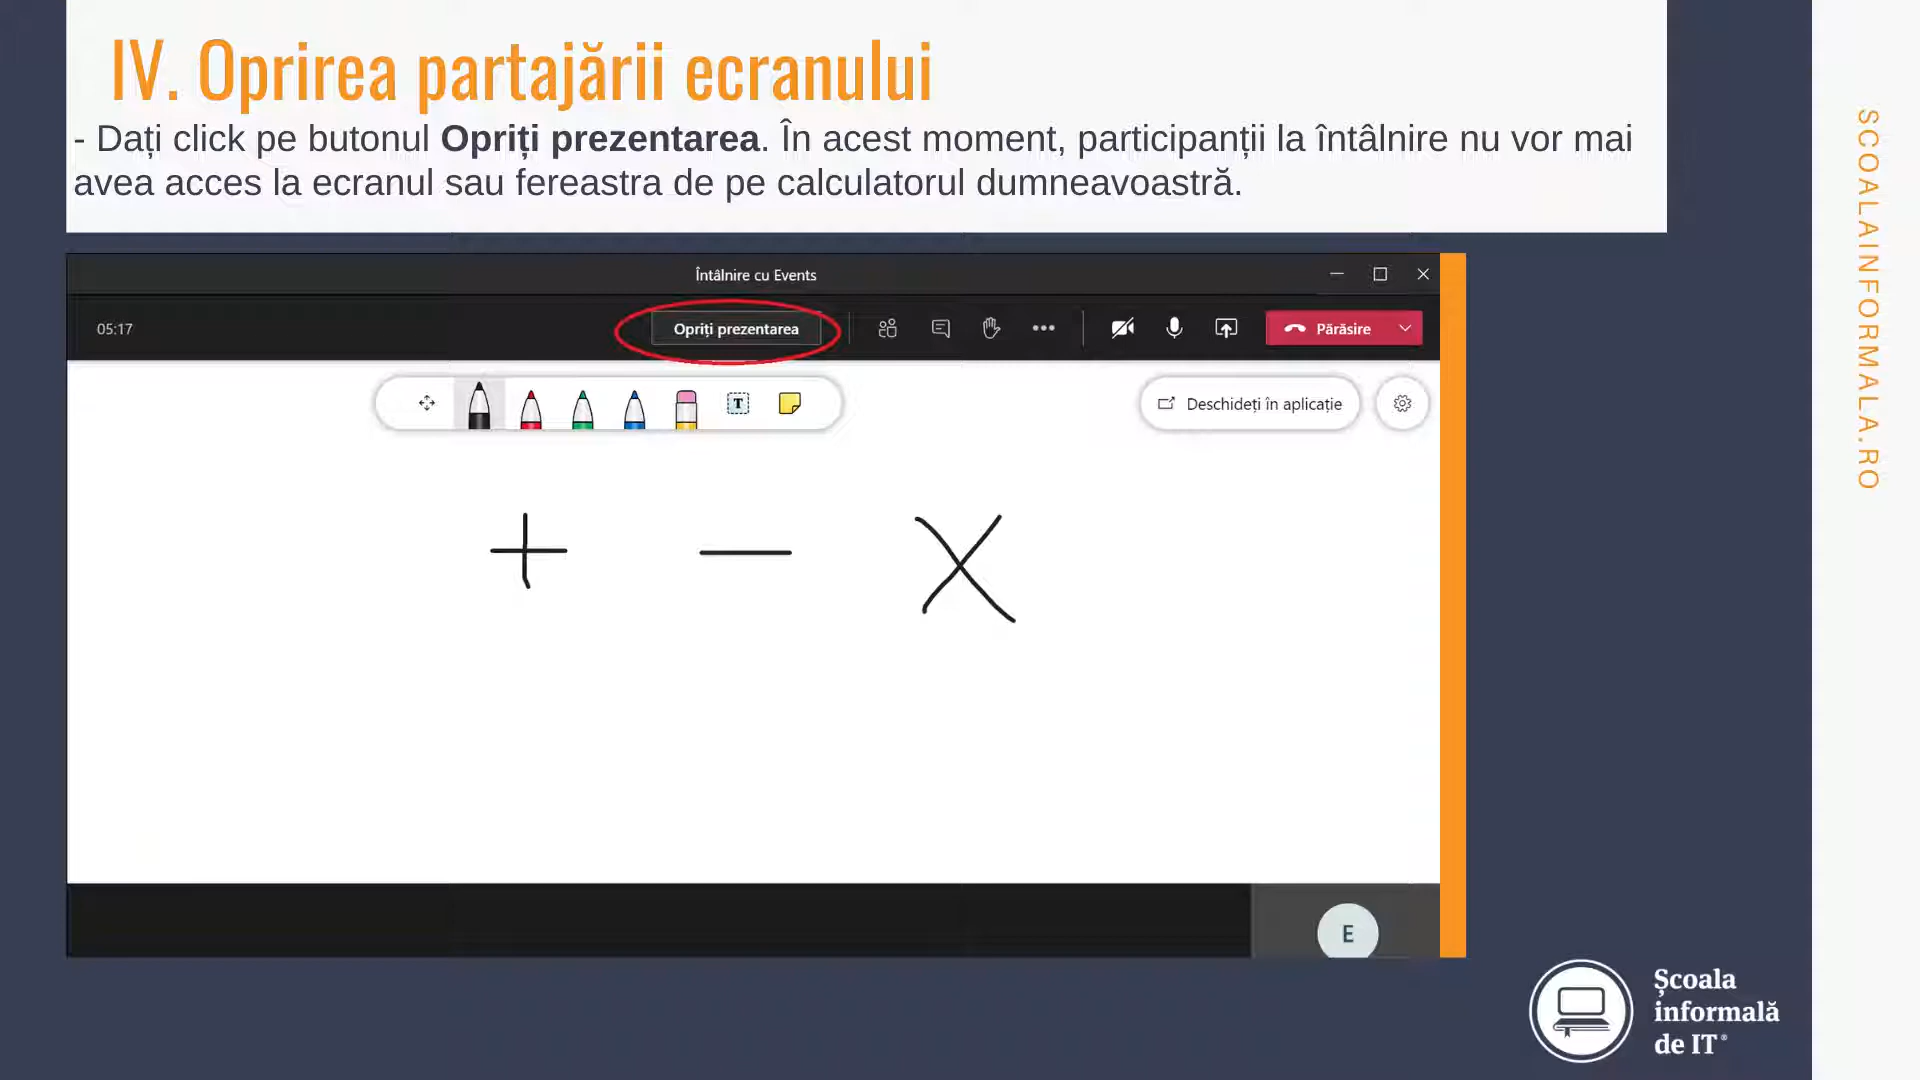 IV. Oprirea partajării ecranului
- Dați click pe butonul Opriți prezentarea. În acest moment, participanții la întâlnire nu vor mai
avea acces la ecranul sau fereastra de pe calculatorul dumneavoastră.
SCOALAINFORMALA.RO
Întâlnire cu Events
05:17
Opriți prezentarea
Părăsire
T
Deschideți în aplicație
+ — X
E
Școala
informală
de IT®